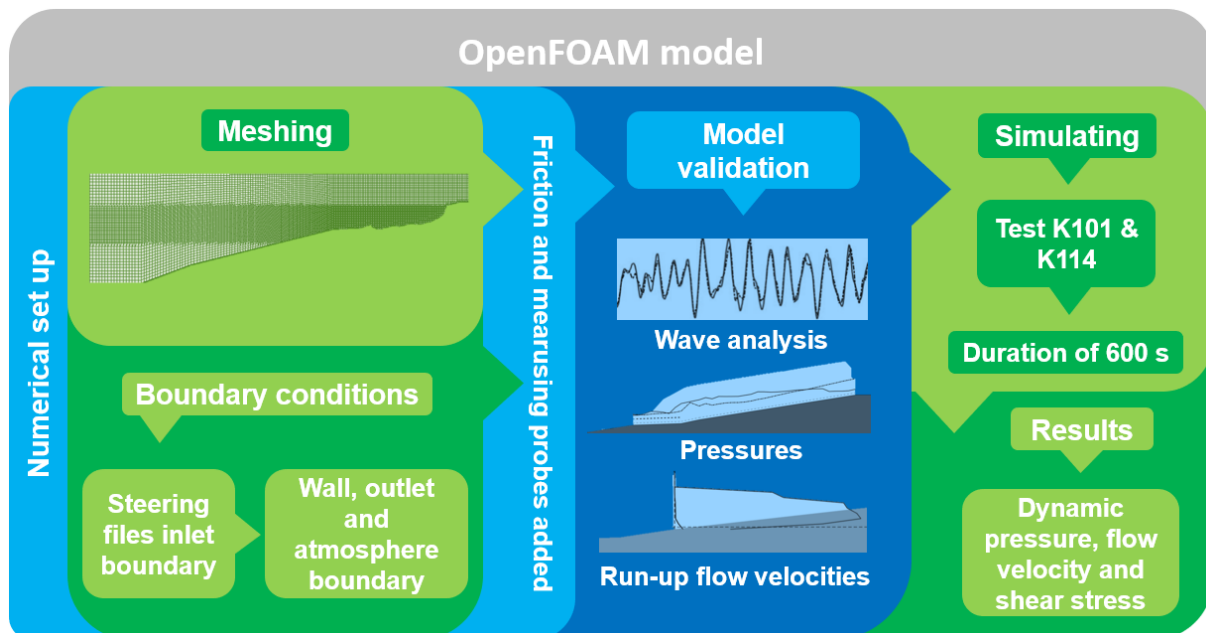 OpenFOAM model
Numerical set up
Meshing
Boundary conditions
Steering
files inlet
boundary
Wall, outlet
and
atmosphere
boundary
Friction and mearusing probes added
Model
validation
Wave analysis
Pressures
Run-up flow velocities
Simulating
Test K101 &
K114
Duration of 600 s
Results
Dynamic
pressure, flow
velocity and
shear stress